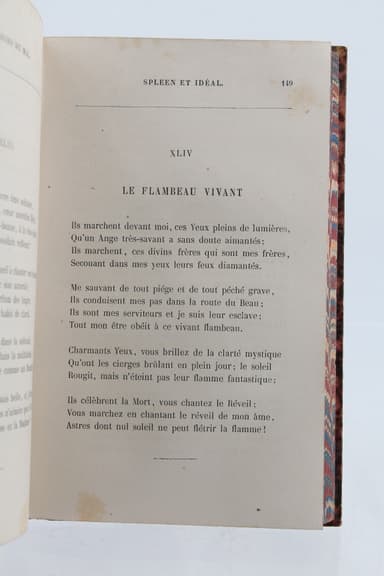 SPLEEN ET IDÉAL. 149
XLIV
LE FLAMBEAU VIVANT
Ils marchent devant moi, ces Yeux pleins de lumières,
Qu'un Ange très-savant a sans doute aimantés;
Ils marchent, ces divins frères qui sont mes frères,
Secouant dans mes yeux leurs feux diamantés.
Me sauvant de tout piége et de tout péché grave,
Ils conduisent mes pas dans la route du Beau;
Ils sont mes serviteurs et je suis leur esclave;
Tout mon être obéit à ce vivant flambeau.
Charmants Yeux, vous brillez de la clarté mystique
Qu'ont les cierges brûlant en plein jour; le soleil
Rougit, mais n'éteint pas leur flamme fantastique;
Ils célèbrent la Mort, vous chantez le Réveil;
Vous marchez en chantant le réveil de mon âme,
Astres dont nul soleil ne peut flétrir la flamme!